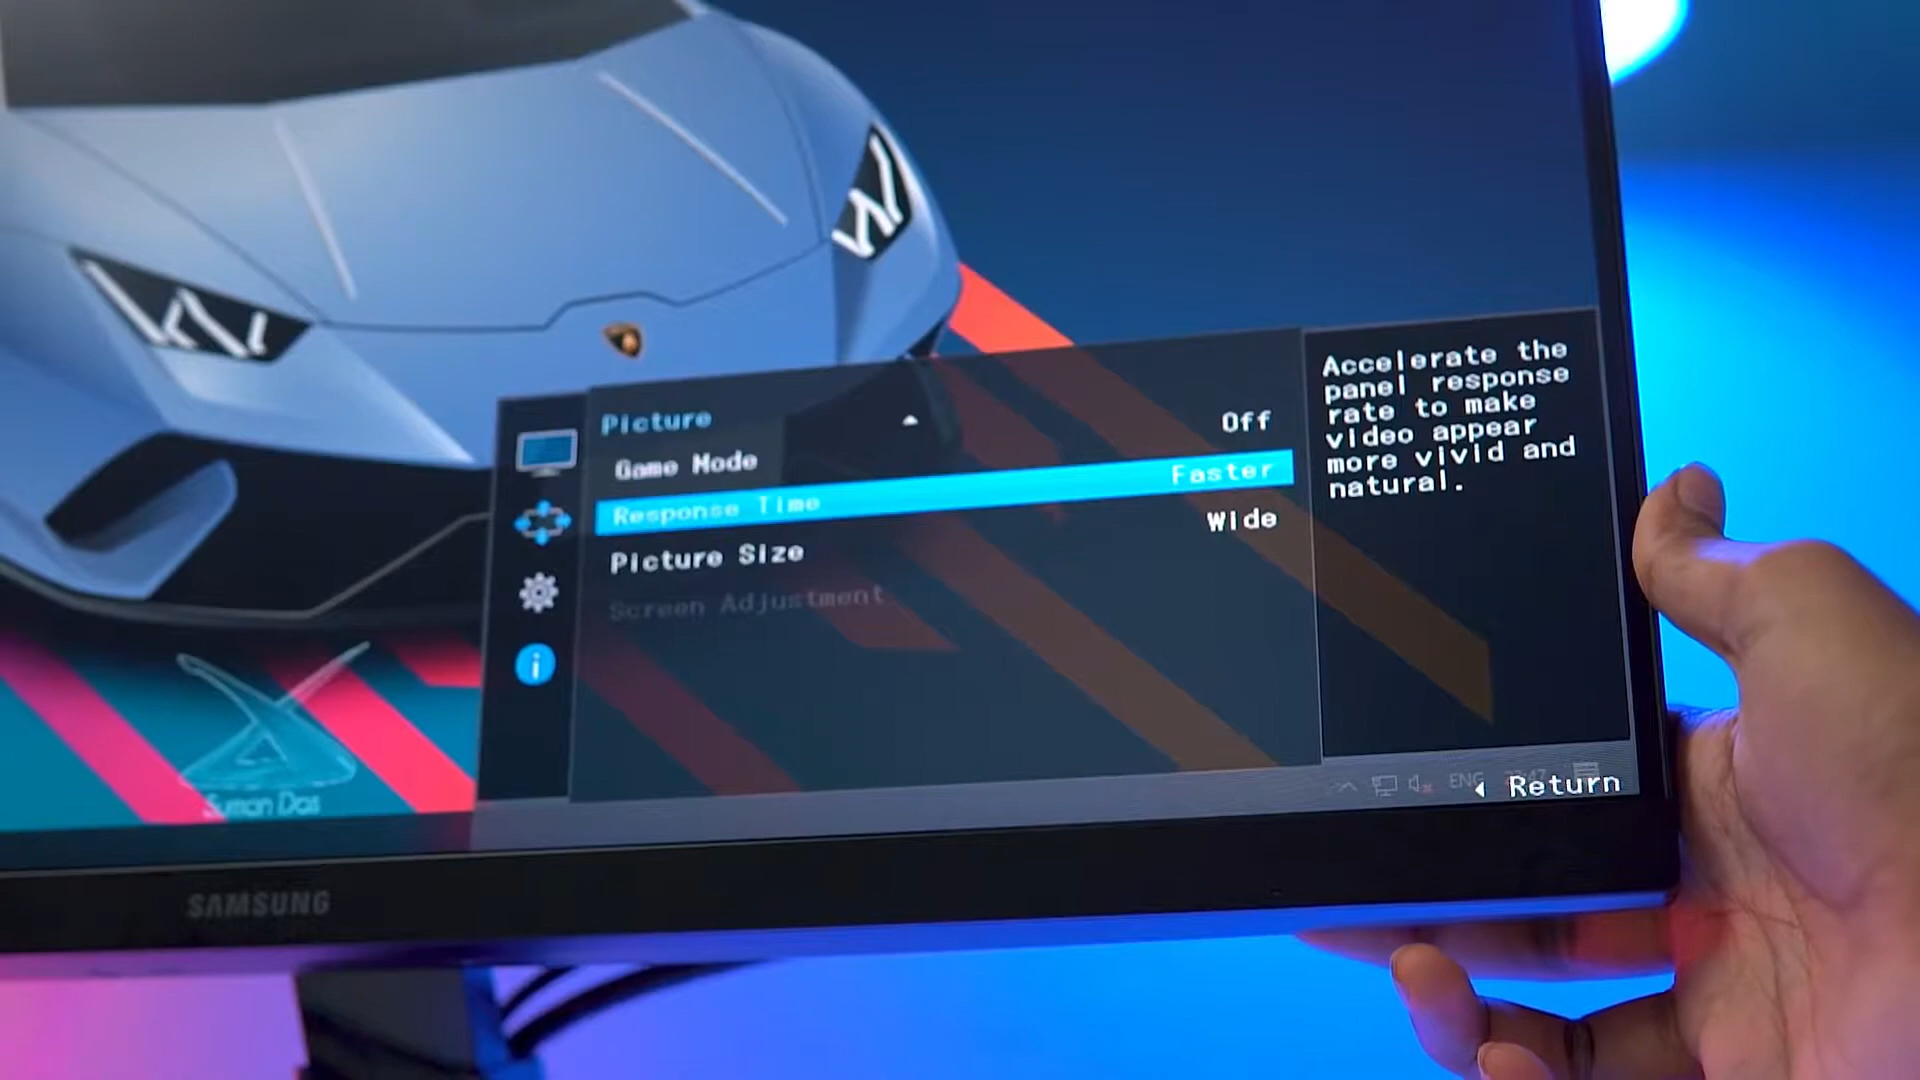 Picture
Game Mode Off
Response Time Faster
Picture Size Wide
Screen Adjustment
Accelerate the
panel response
rate to make
video appear
more vivid and
natural.
ENG
Return
Suman Das
SAMSUNG